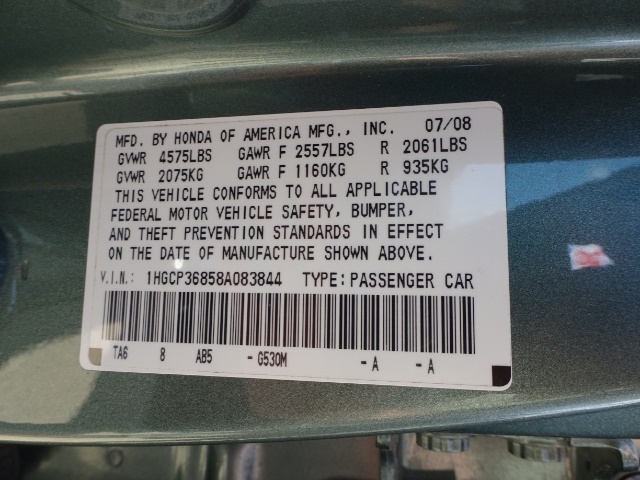 MFD. BY HONDA OF AMERICA MFG., INC. 07/08
GVWR 4575LBS GAWR F 2557LBS R 2061LBS
GVWR 2075KG GAWR F 1160KG R 935KG
THIS VEHICLE CONFORMS TO ALL APPLICABLE
FEDERAL MOTOR VEHICLE SAFETY, BUMPER,
AND THEFT PREVENTION STANDARDS IN EFFECT
ON THE DATE OF MANUFACTURE SHOWN ABOVE.
V.I.N.: 1HGCP36858A083844 TYPE: PASSENGER CAR
TA6 8 AB5 - G530M - A - A